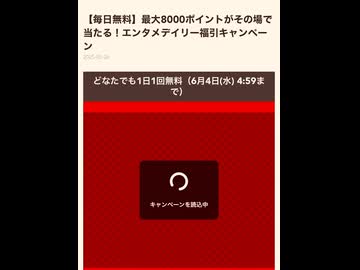 【毎日無料】最大8000ポイントがその場で
当たる！エンタメデイリー福引キャンペー
ン
2025-05-26
どなたでも1日1回無料（6月4日(水) 4:59ま
で）
キャンペーンを読込中